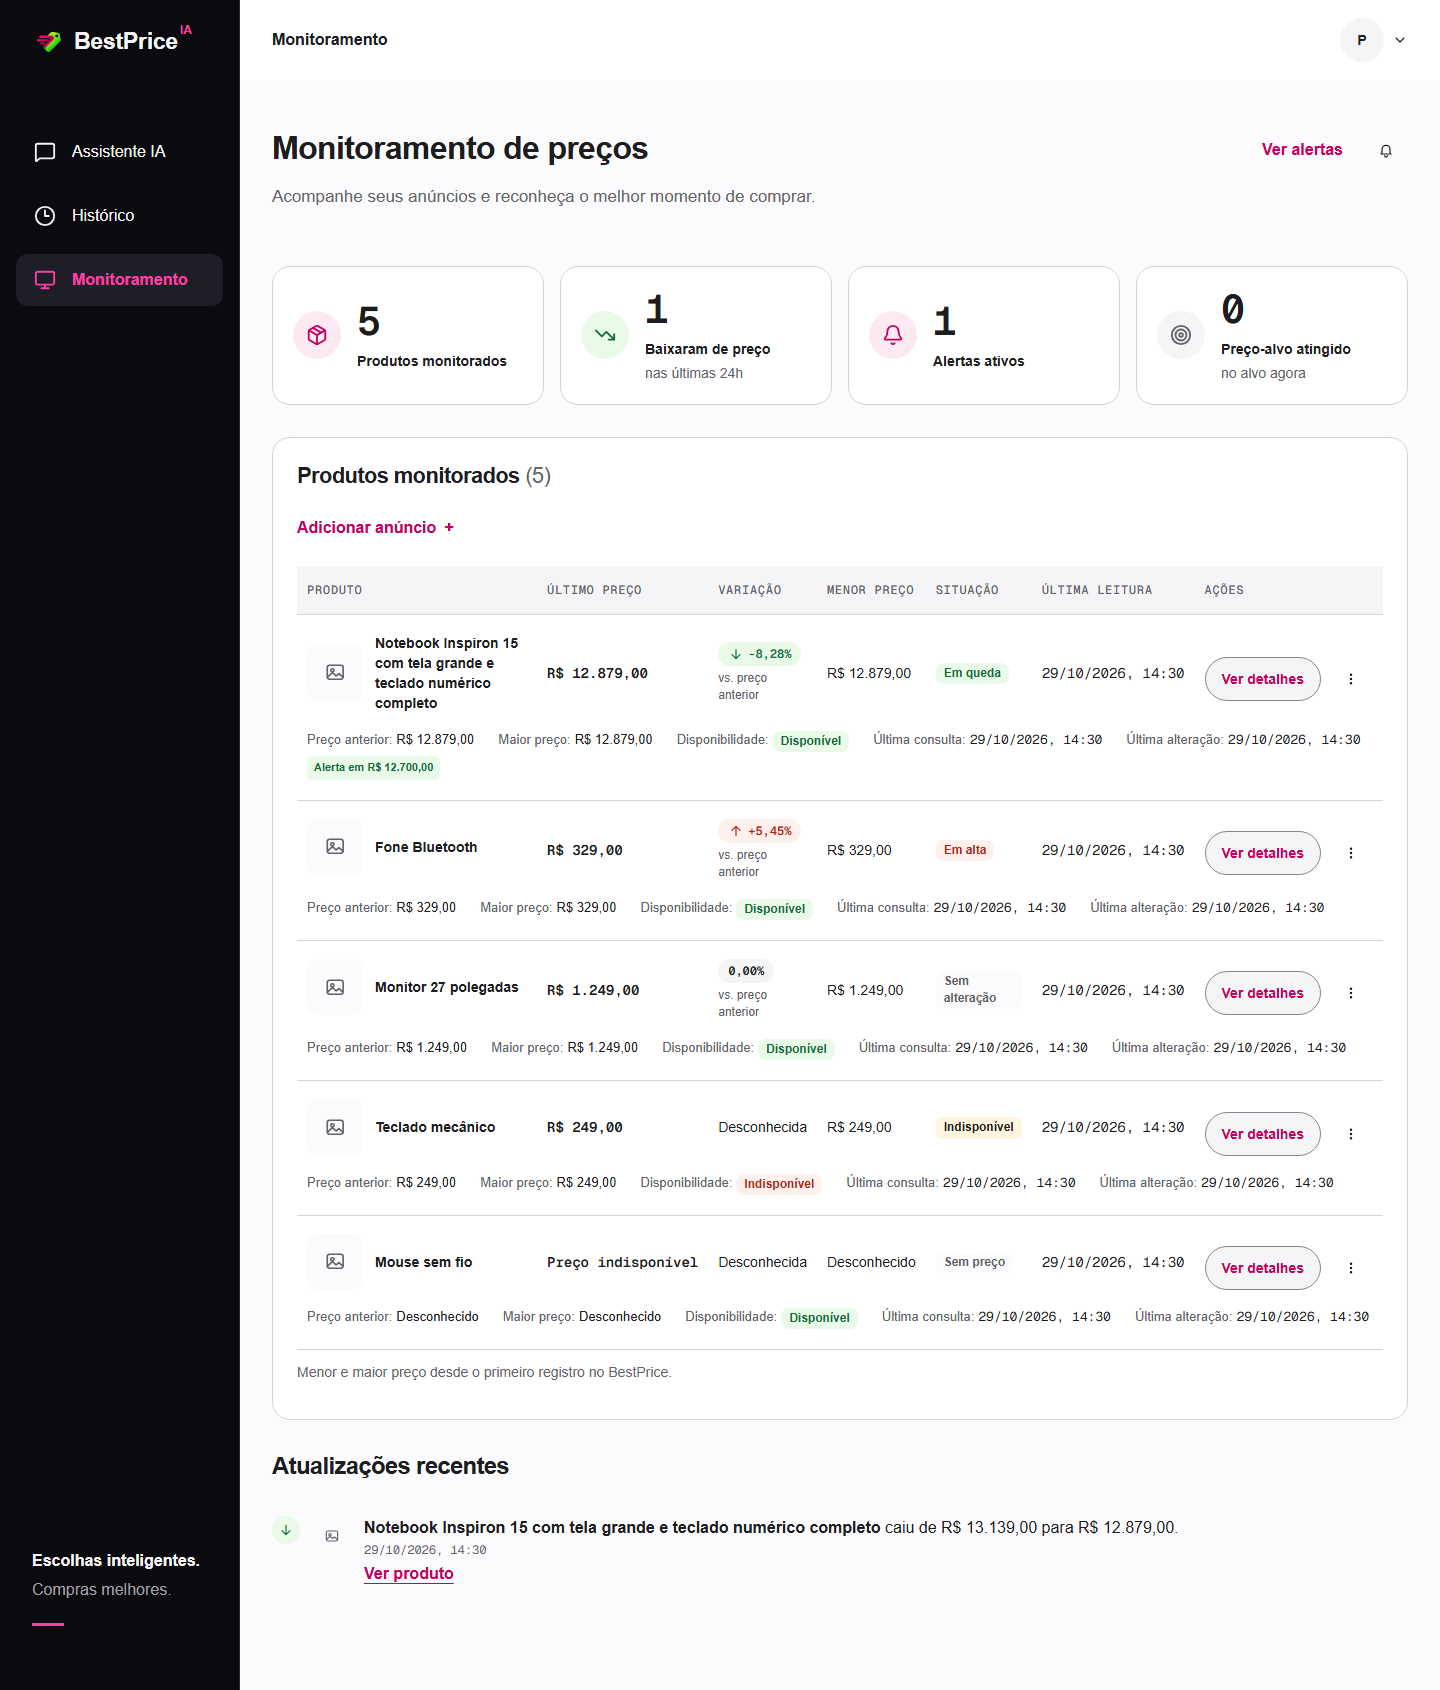 BestPrice IA
Monitoramento
P
Assistente IA
Histórico
Monitoramento
Monitoramento de preços
Ver alertas
Acompanhe seus anúncios e reconheça o melhor momento de comprar.
5
Produtos monitorados
1
Baixaram de preço
nas últimas 24h
1
Alertas ativos
0
Preço-alvo atingido
no alvo agora
Produtos monitorados (5)
Adicionar anúncio +
PRODUTO ÚLTIMO PREÇO VARIAÇÃO MENOR PREÇO SITUAÇÃO ÚLTIMA LEITURA AÇÕES
Notebook Inspiron 15
com tela grande e
teclado numérico
completo
R$ 12.879,00
-8,28%
vs. preço
anterior
R$ 12.879,00
Em queda
29/10/2026, 14:30
Ver detalhes
Preço anterior: R$ 12.879,00 Maior preço: R$ 12.879,00 Disponibilidade: Disponível Última consulta: 29/10/2026, 14:30 Última alteração: 29/10/2026, 14:30
Alerta em R$ 12.700,00
Fone Bluetooth
R$ 329,00
+5,45%
vs. preço
anterior
R$ 329,00
Em alta
29/10/2026, 14:30
Ver detalhes
Preço anterior: R$ 329,00 Maior preço: R$ 329,00 Disponibilidade: Disponível Última consulta: 29/10/2026, 14:30 Última alteração: 29/10/2026, 14:30
Monitor 27 polegadas
R$ 1.249,00
0,00%
vs. preço
anterior
R$ 1.249,00
Sem
alteração
29/10/2026, 14:30
Ver detalhes
Preço anterior: R$ 1.249,00 Maior preço: R$ 1.249,00 Disponibilidade: Disponível Última consulta: 29/10/2026, 14:30 Última alteração: 29/10/2026, 14:30
Teclado mecânico
R$ 249,00
Desconhecida
R$ 249,00
Indisponível
29/10/2026, 14:30
Ver detalhes
Preço anterior: R$ 249,00 Maior preço: R$ 249,00 Disponibilidade: Indisponível Última consulta: 29/10/2026, 14:30 Última alteração: 29/10/2026, 14:30
Mouse sem fio
Preço indisponível
Desconhecida
Desconhecido
Sem preço
29/10/2026, 14:30
Ver detalhes
Preço anterior: Desconhecido Maior preço: Desconhecido Disponibilidade: Disponível Última consulta: 29/10/2026, 14:30 Última alteração: 29/10/2026, 14:30
Menor e maior preço desde o primeiro registro no BestPrice.
Atualizações recentes
Notebook Inspiron 15 com tela grande e teclado numérico completo caiu de R$ 13.139,00 para R$ 12.879,00.
29/10/2026, 14:30
Ver produto
Escolhas inteligentes.
Compras melhores.